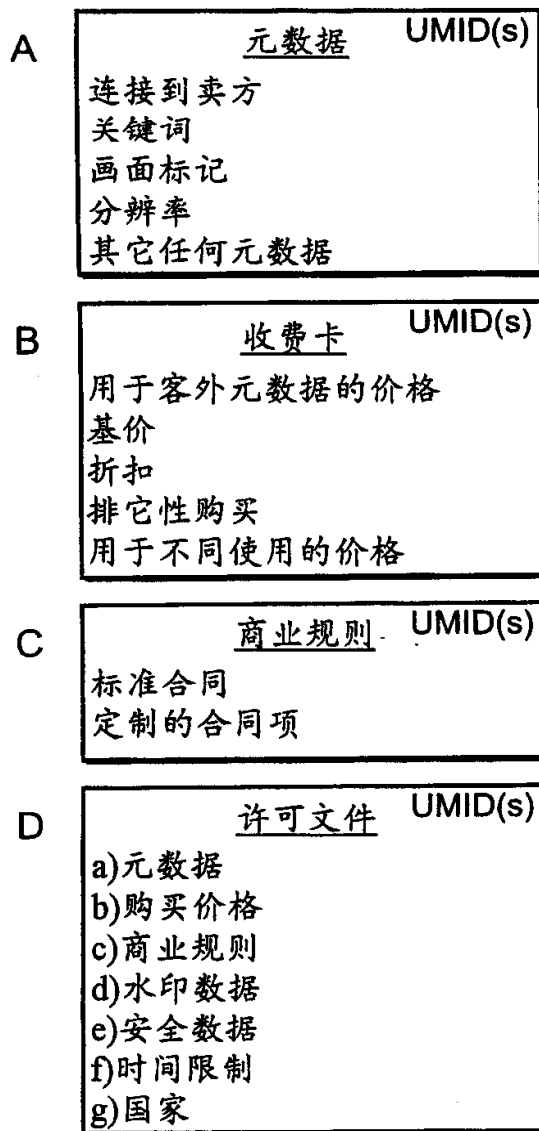 A 元数据 UMID(s)
连接到卖方
关键词
画面标记
分辨率
其它任何元数据
B 收费卡 UMID(s)
用于客外元数据的价格
基价
折扣
排它性购买
用于不同使用的价格
C 商业规则 UMID(s)
标准合同
定制的合同项
D 许可文件 UMID(s)
a)元数据
b)购买价格
c)商业规则
d)水印数据
e)安全数据
f)时间限制
g)国家